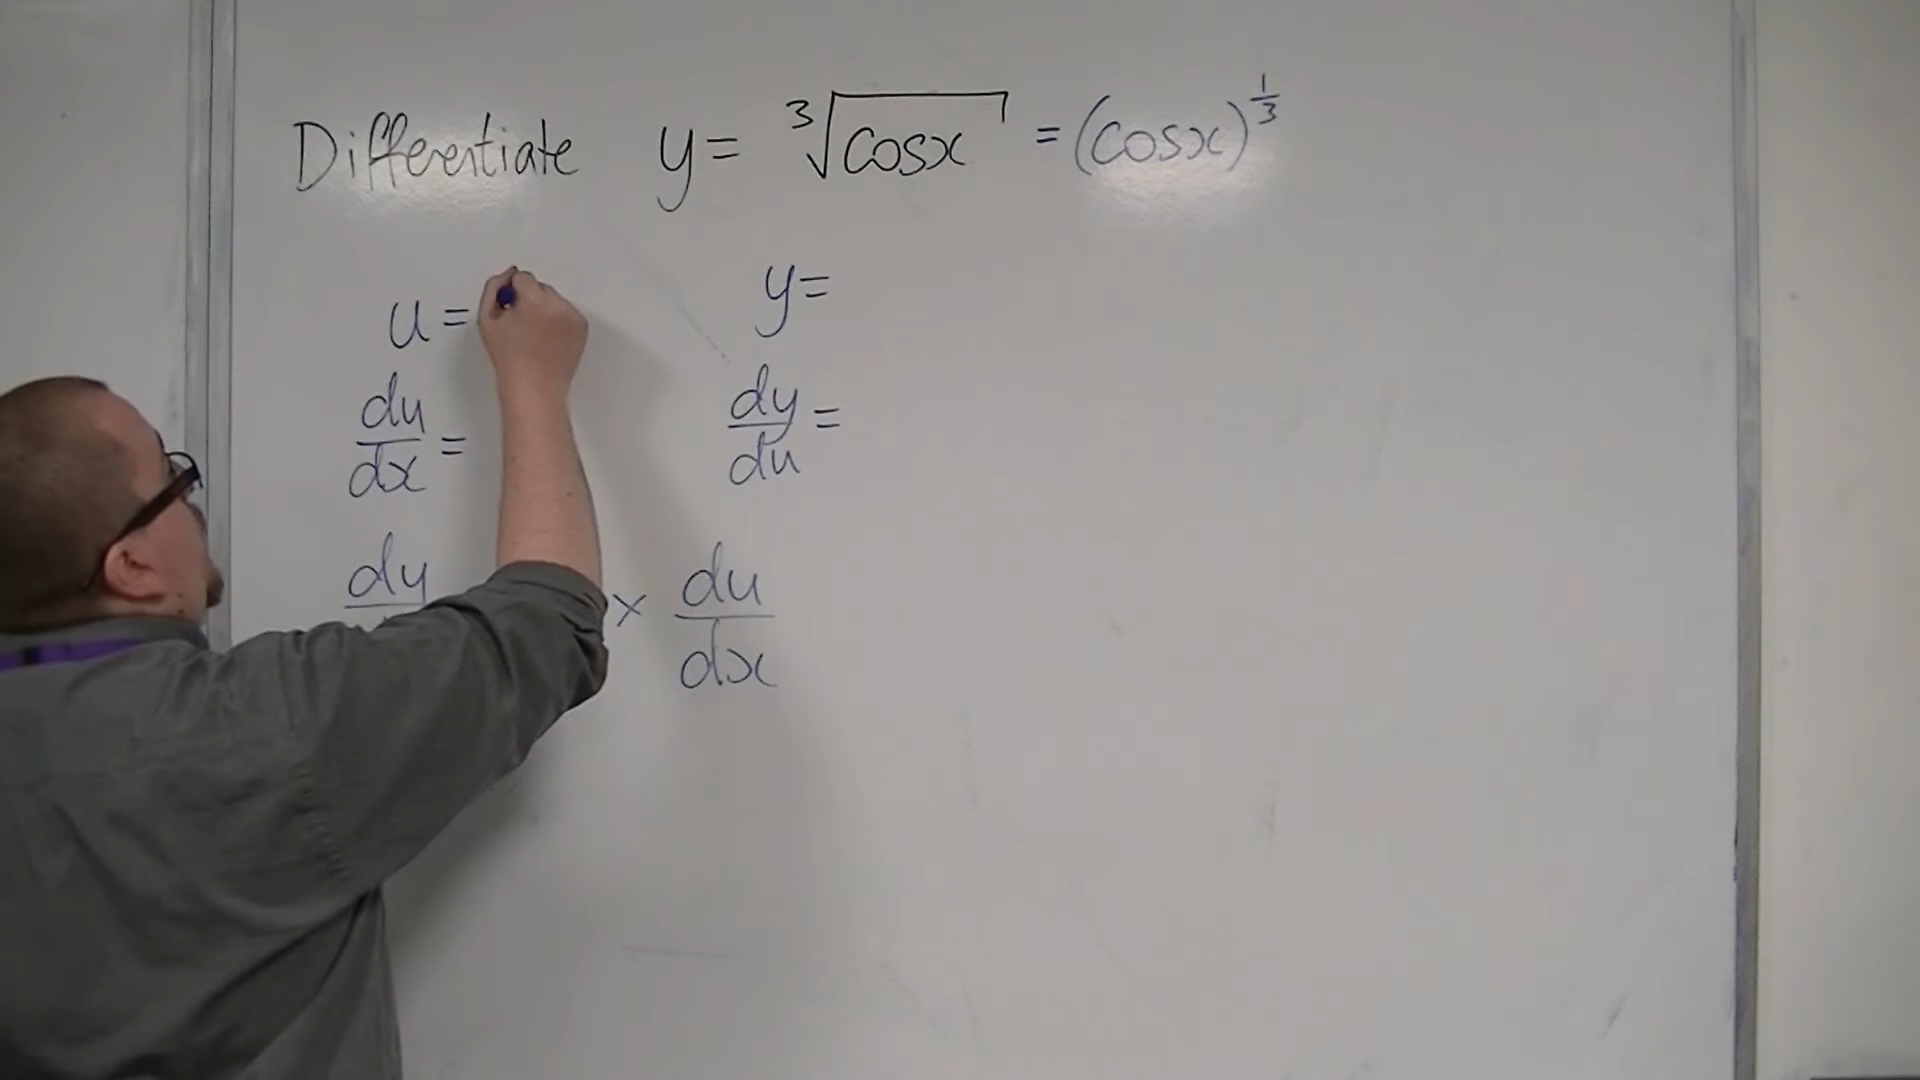 Differentiate y = ∛cosx = (cosx)^(1/3)
u = y =
du/dx = dy/du =
dy × du/dx